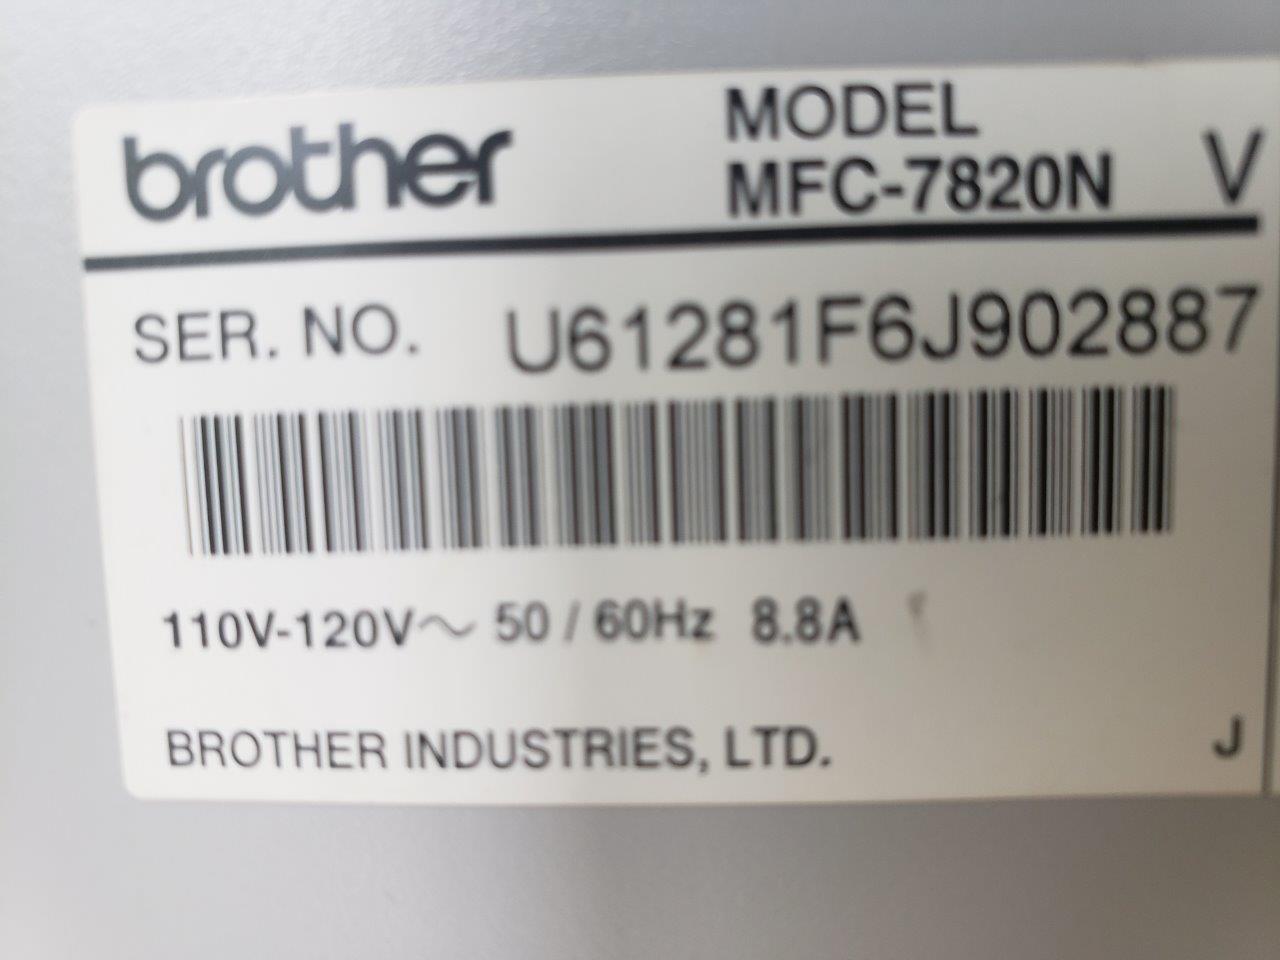 brother
MODEL
MFC-7820N V
SER. NO. U61281F6J902887
110V-120V～ 50 / 60Hz 8.8A
BROTHER INDUSTRIES, LTD. J